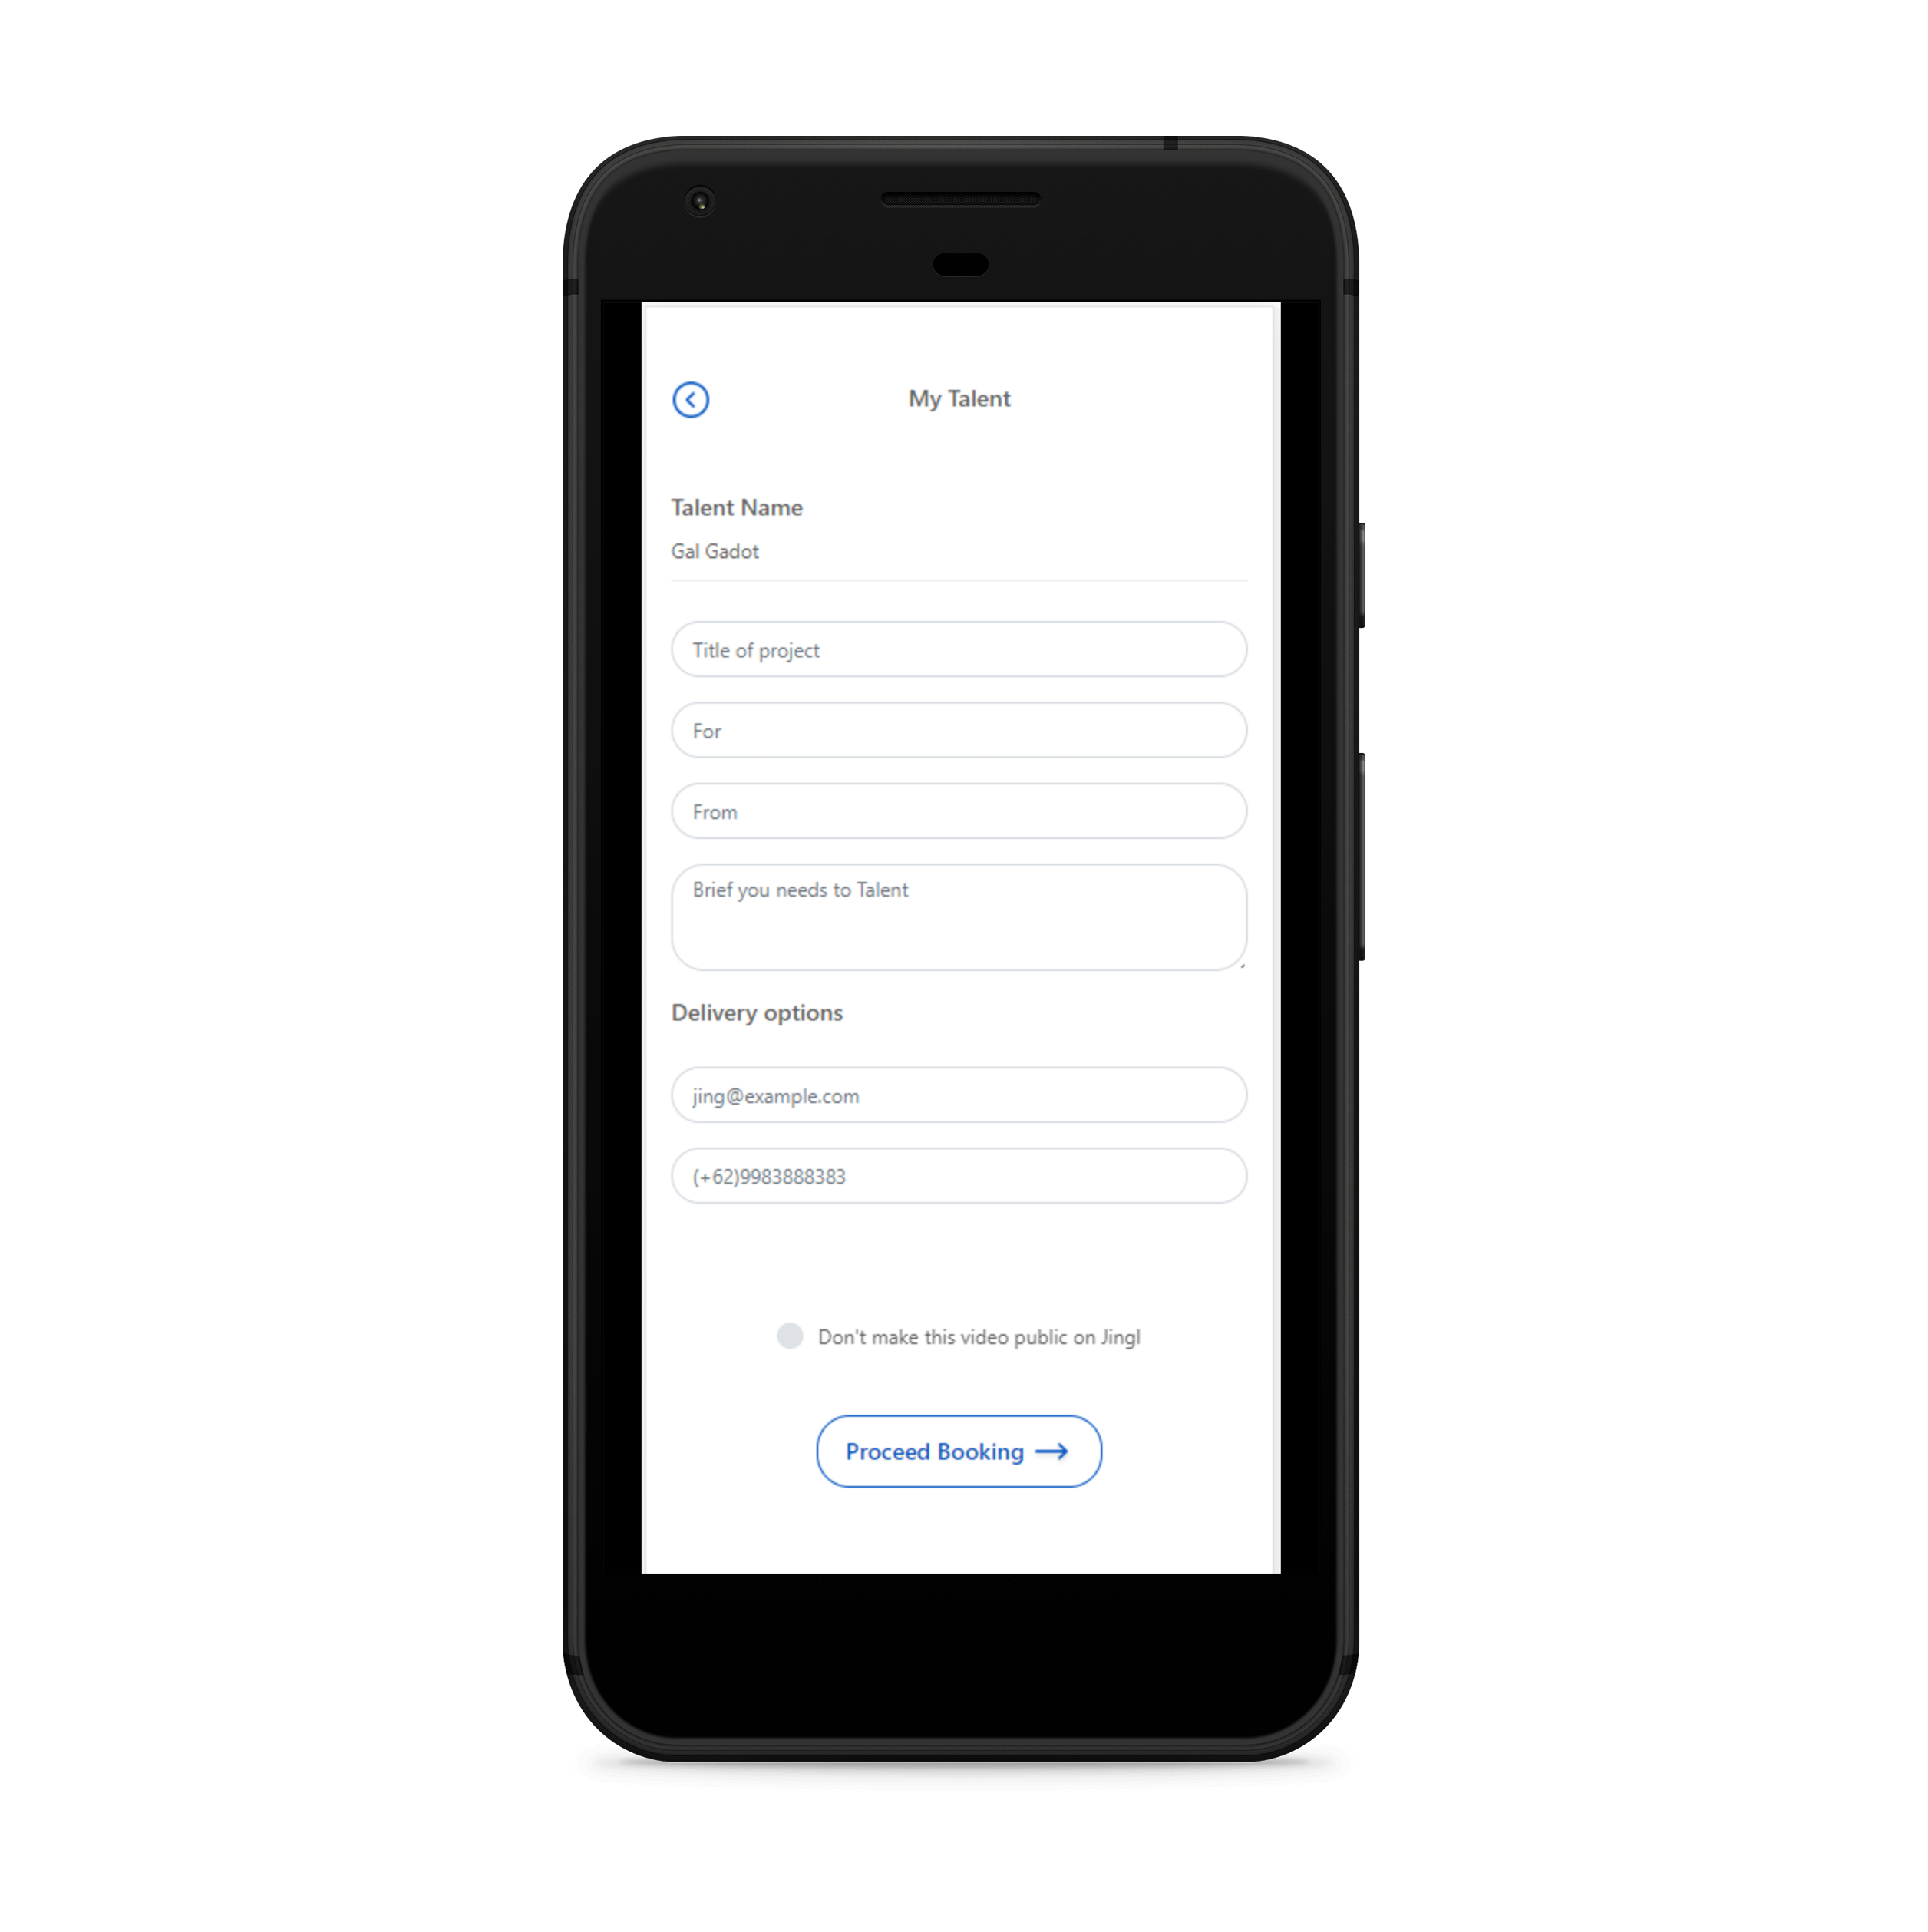 My Talent
Talent Name
Gal Gadot
Title of project
For
From
Brief you needs to Talent
Delivery options
jing@example.com
(+62)9983888383
Don't make this video public on Jingl
Proceed Booking